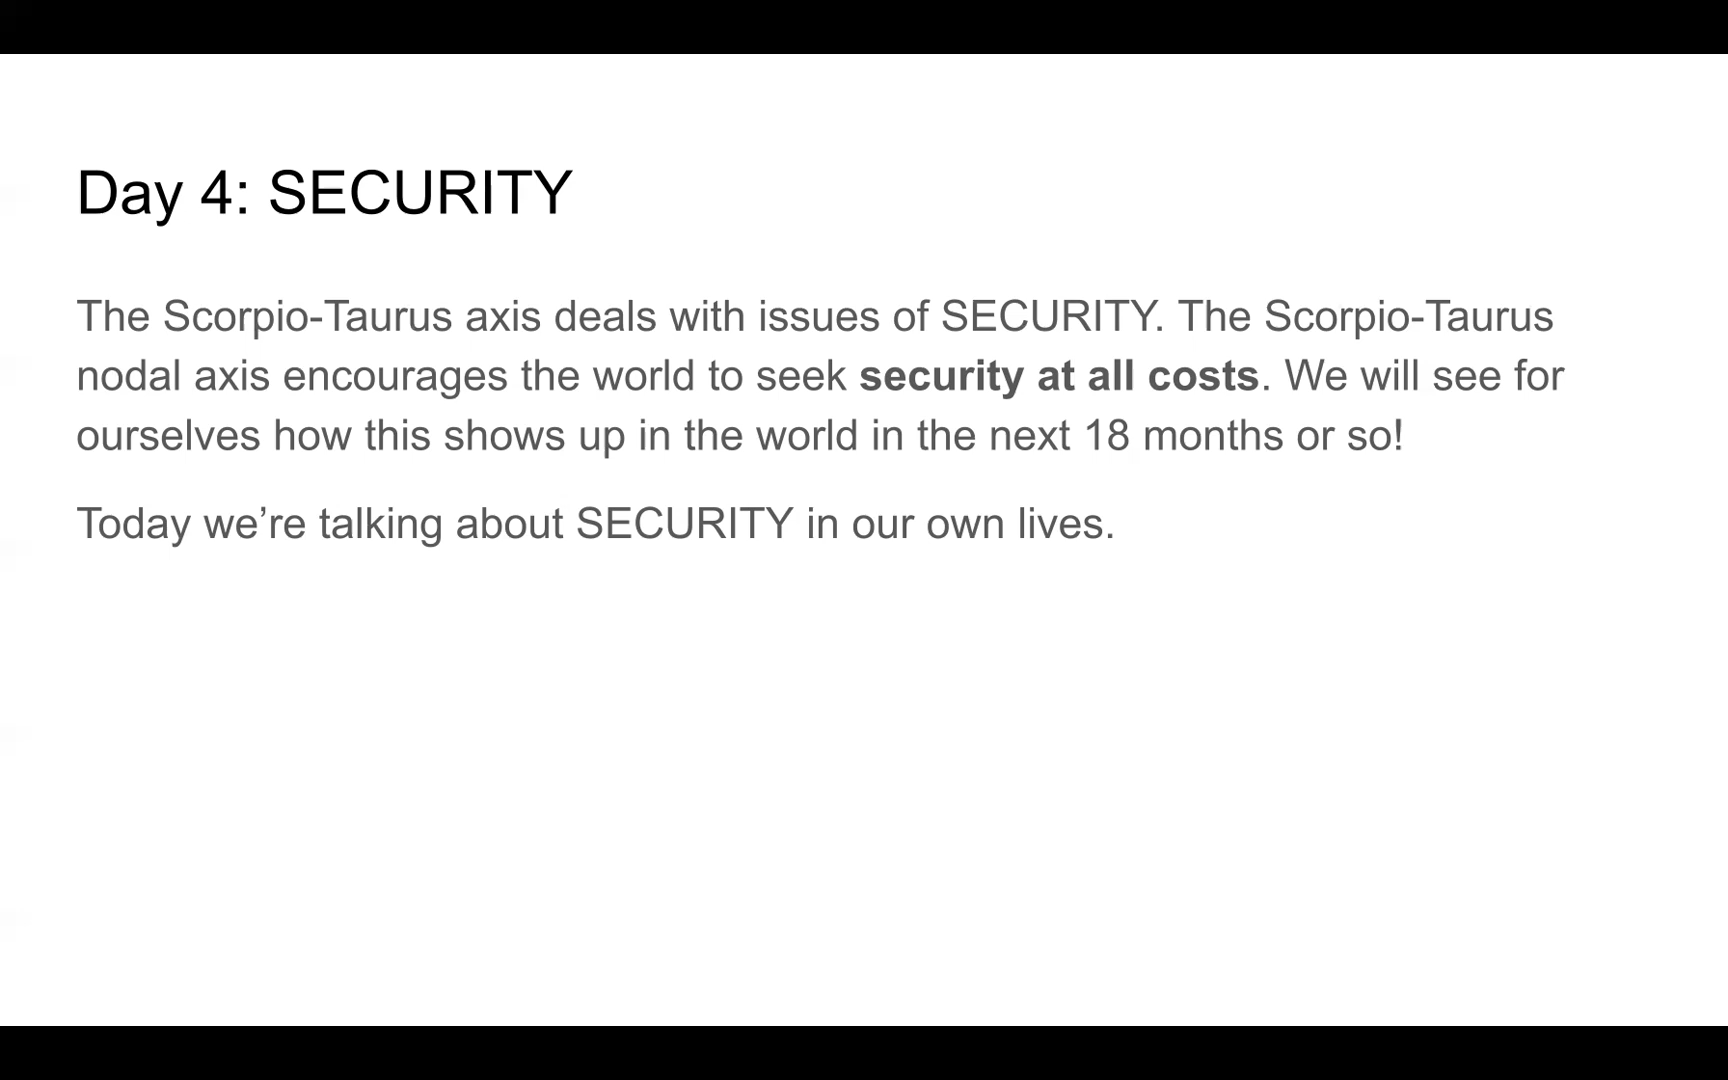 Day 4: SECURITY
The Scorpio-Taurus axis deals with issues of SECURITY. The Scorpio-Taurus
nodal axis encourages the world to seek security at all costs. We will see for
ourselves how this shows up in the world in the next 18 months or so!
Today we’re talking about SECURITY in our own lives.